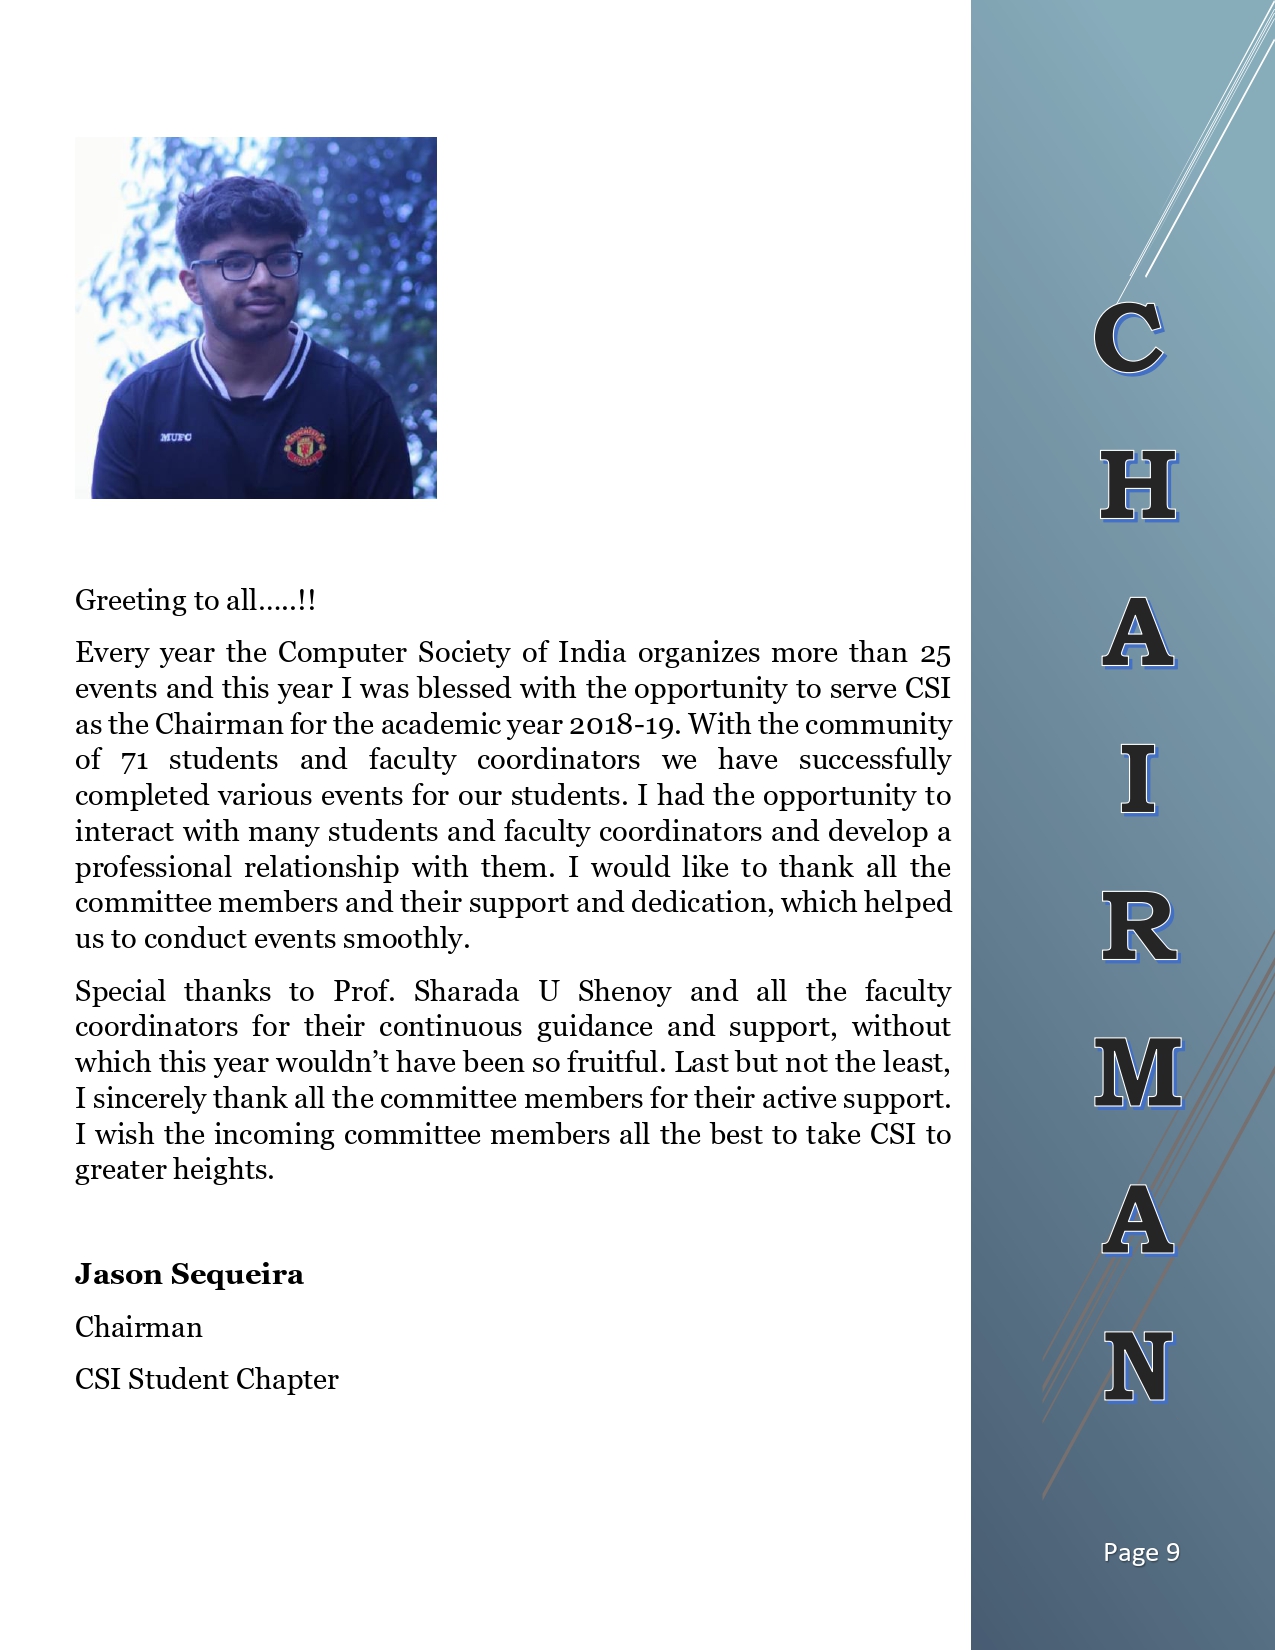 MUFC
MANCHESTER
UNITED
Greeting to all.....!!
Every year the Computer Society of India organizes more than 25
events and this year I was blessed with the opportunity to serve CSI
as the Chairman for the academic year 2018-19. With the community
of 71 students and faculty coordinators we have successfully
completed various events for our students. I had the opportunity to
interact with many students and faculty coordinators and develop a
professional relationship with them. I would like to thank all the
committee members and their support and dedication, which helped
us to conduct events smoothly.
Special thanks to Prof. Sharada U Shenoy and all the faculty
coordinators for their continuous guidance and support, without
which this year wouldn’t have been so fruitful. Last but not the least,
I sincerely thank all the committee members for their active support.
I wish the incoming committee members all the best to take CSI to
greater heights.
Jason Sequeira
Chairman
CSI Student Chapter
C
H
A
I
R
M
A
N
Page 9